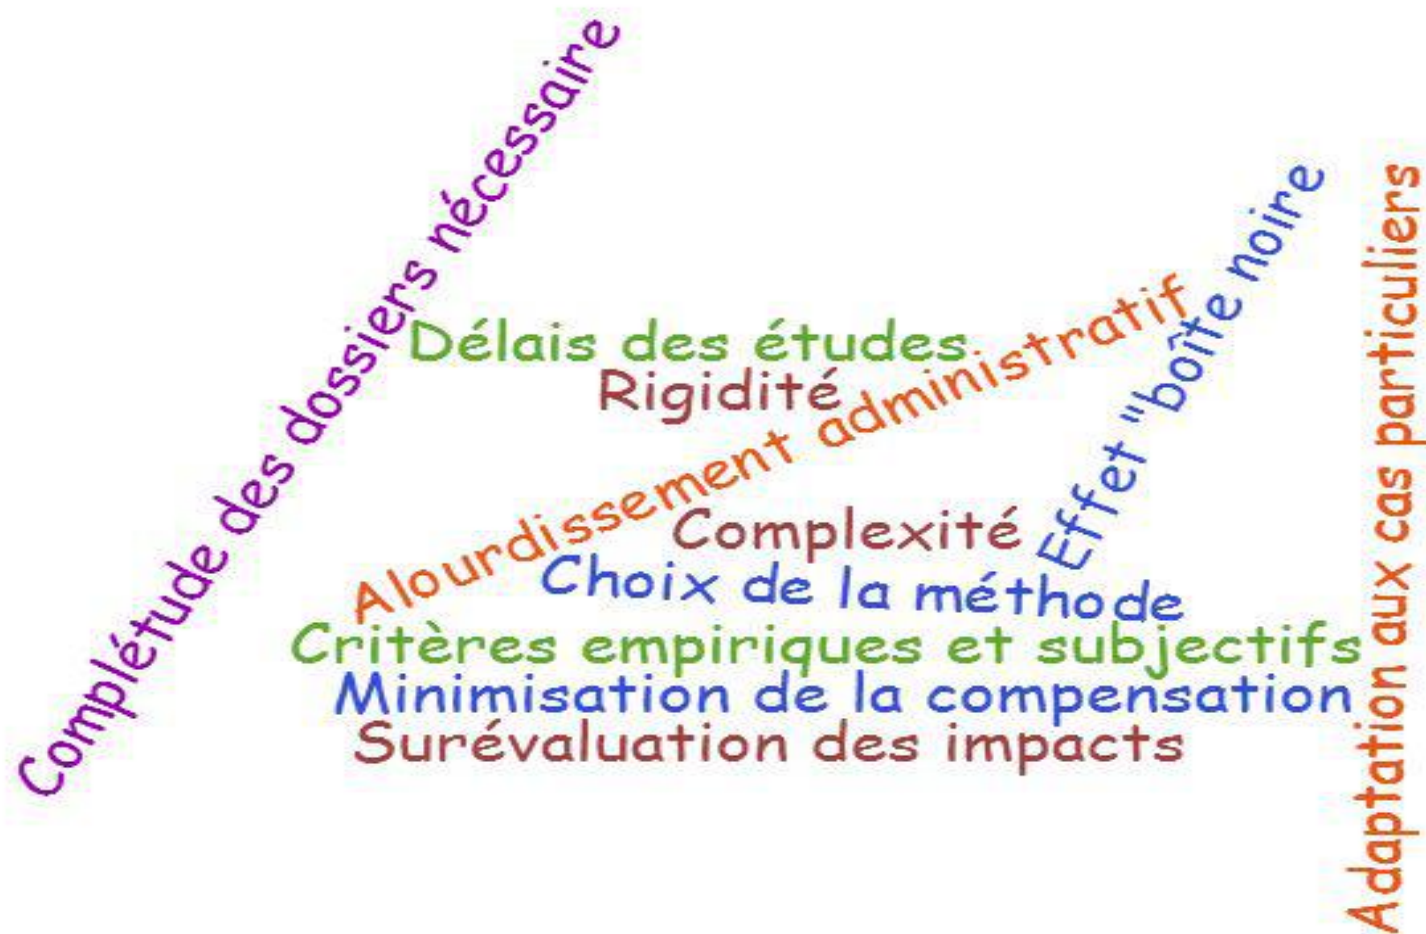 Complétude des dossiers nécessaire
Délais des études
Rigidité
Alourdissement administratif
Effet "boîte noire
Complexité
Choix de la méthode
Critères empiriques et subjectifs
Minimisation de la compensation
Surévaluation des impacts
Adaptation aux cas particuliers